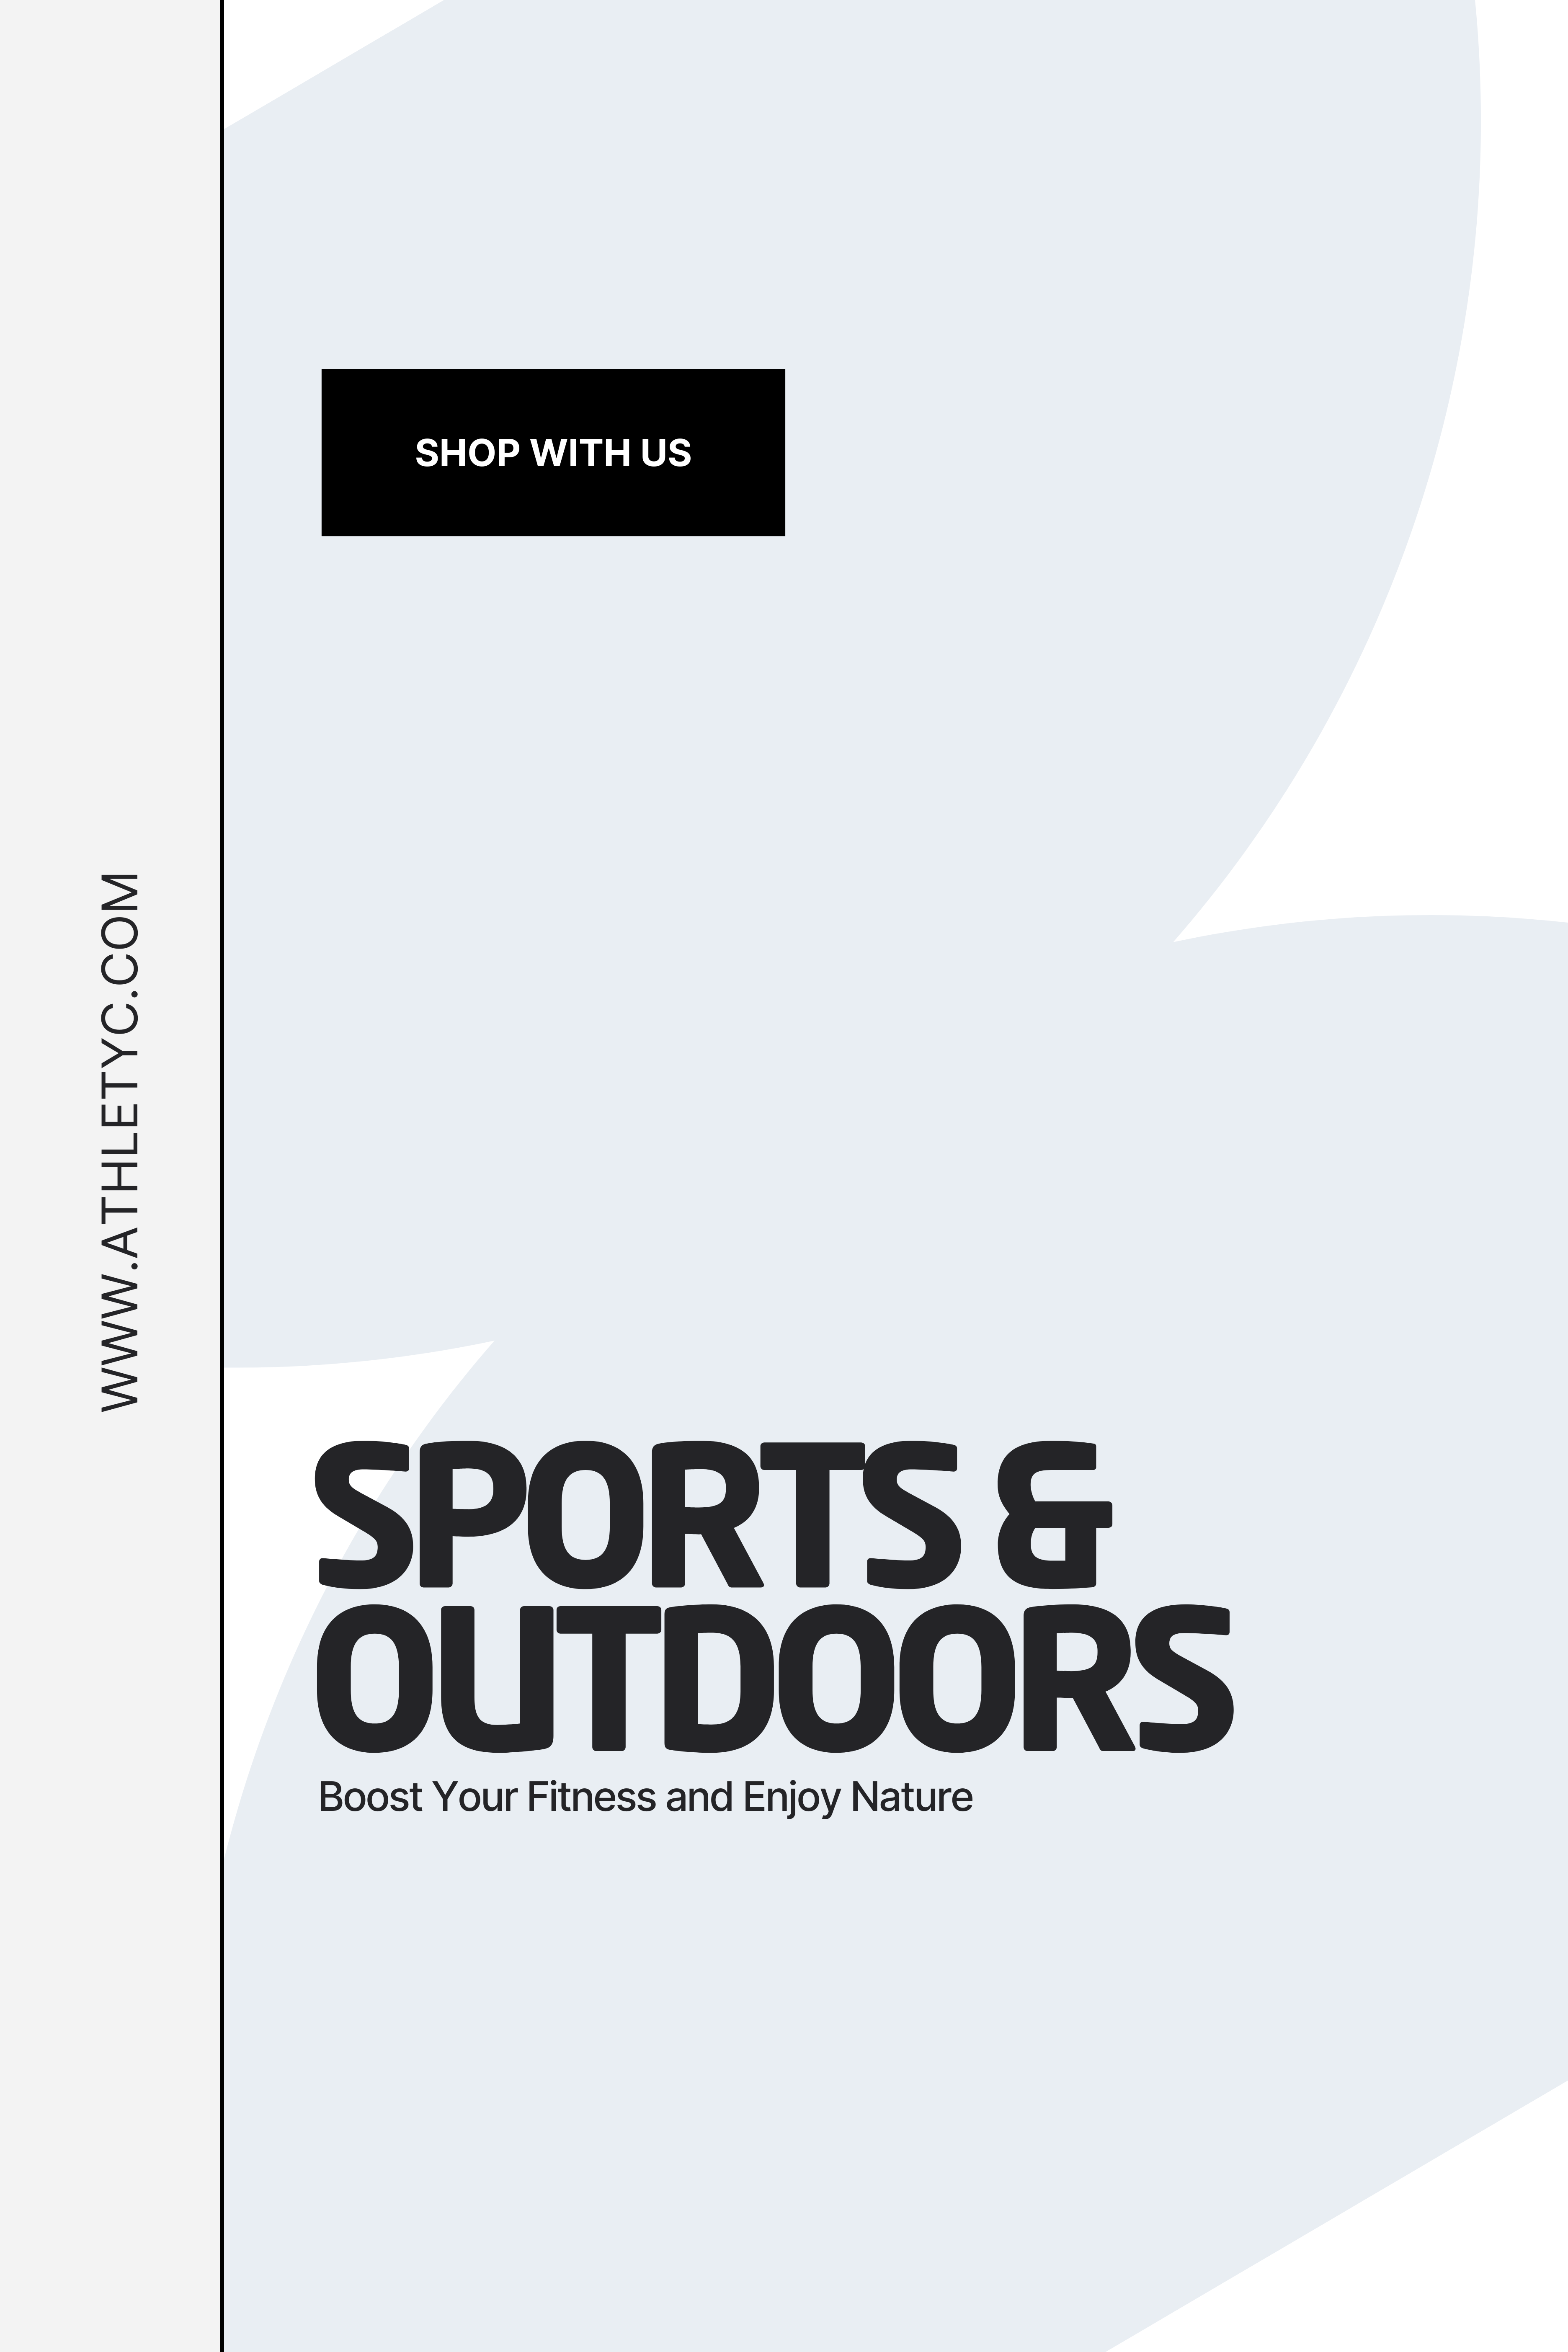 SHOP WITH US
WWW.ATHLETYC.COM
SPORTS &
OUTDOORS
Boost Your Fitness and Enjoy Nature